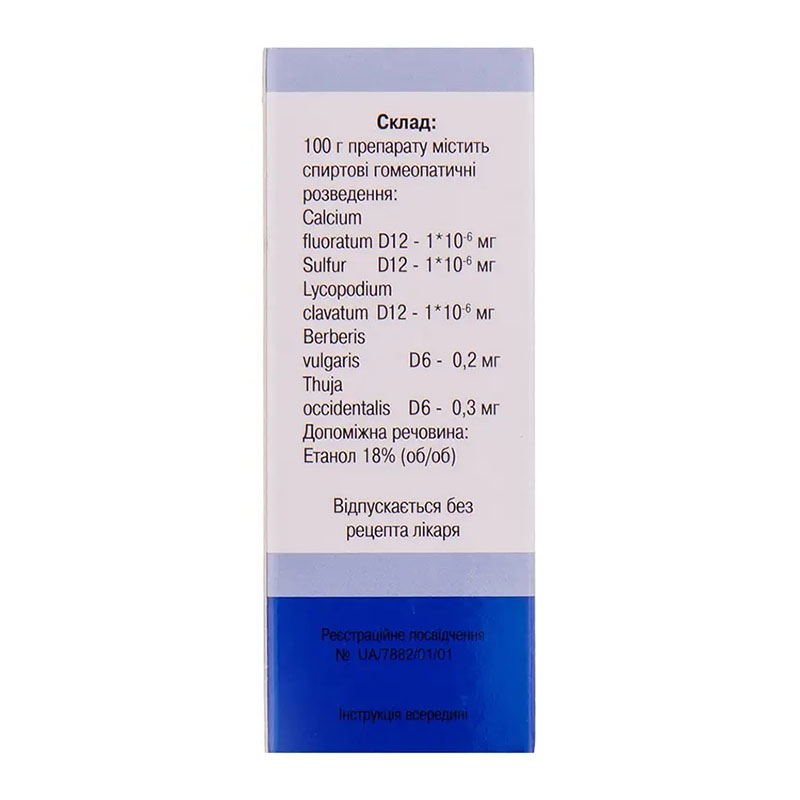 Склад:
100 г препарату містить
спиртові гомеопатичні
розведення:
Calcium
fluoratum D12 - 1*10⁻⁶ мг
Sulfur D12 - 1*10⁻⁶ мг
Lycopodium
clavatum D12 - 1*10⁻⁶ мг
Berberis
vulgaris D6 - 0,2 мг
Thuja
occidentalis D6 - 0,3 мг
Допоміжна речовина:
Етанол 18% (об/об)
Відпускається без
рецепта лікаря
Реєстраційне посвідчення
№ UA/7882/01/01
Інструкція всередині